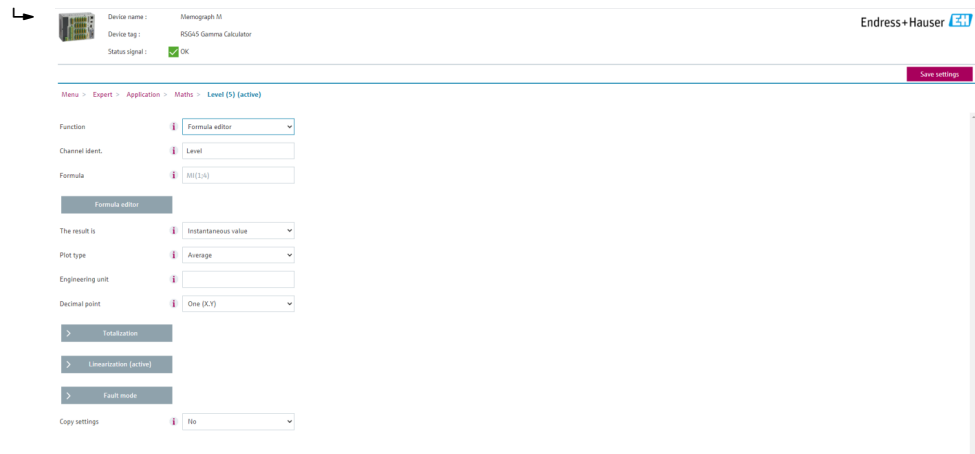 Device name : Memograph M
Endress+Hauser EH
Device tag : RSG45 Gamma Calculator
Status signal : OK
Save settings
Menu > Expert > Application > Maths > Level (5) (active)
Function i Formula editor
Channel ident. i Level
Formula i MI(1;4)
Formula editor
The result is i Instantaneous value
Plot type i Average
Engineering unit i
Decimal point i One (X.Y)
> Totalization
> Linearization (active)
> Fault mode
Copy settings i No